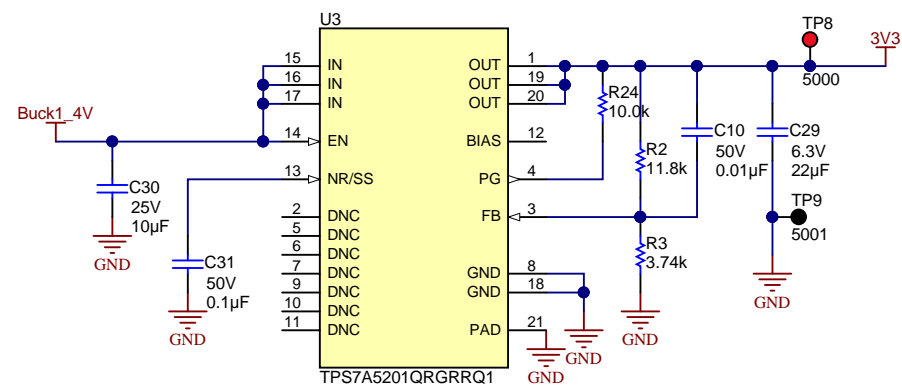 U3
TP8
3V3
15 IN OUT 1
5000
16 IN OUT 19
R24
17 IN OUT 20
10.0k
Buck1_4V
14 EN BIAS 12
C10
C29
R2
50V
6.3V
11.8k
0.01µF
22µF
13 NR/SS PG 4
C30
25V
10µF
TP9
2 DNC FB 3
5001
5 DNC
R3
6 DNC
3.74k
GND
C31
7 DNC GND 8
50V
9 DNC GND 18
0.1µF
10 DNC
GND
GND
11 DNC PAD 21
GND
GND
GND
TPS7A5201QRGRRQ1